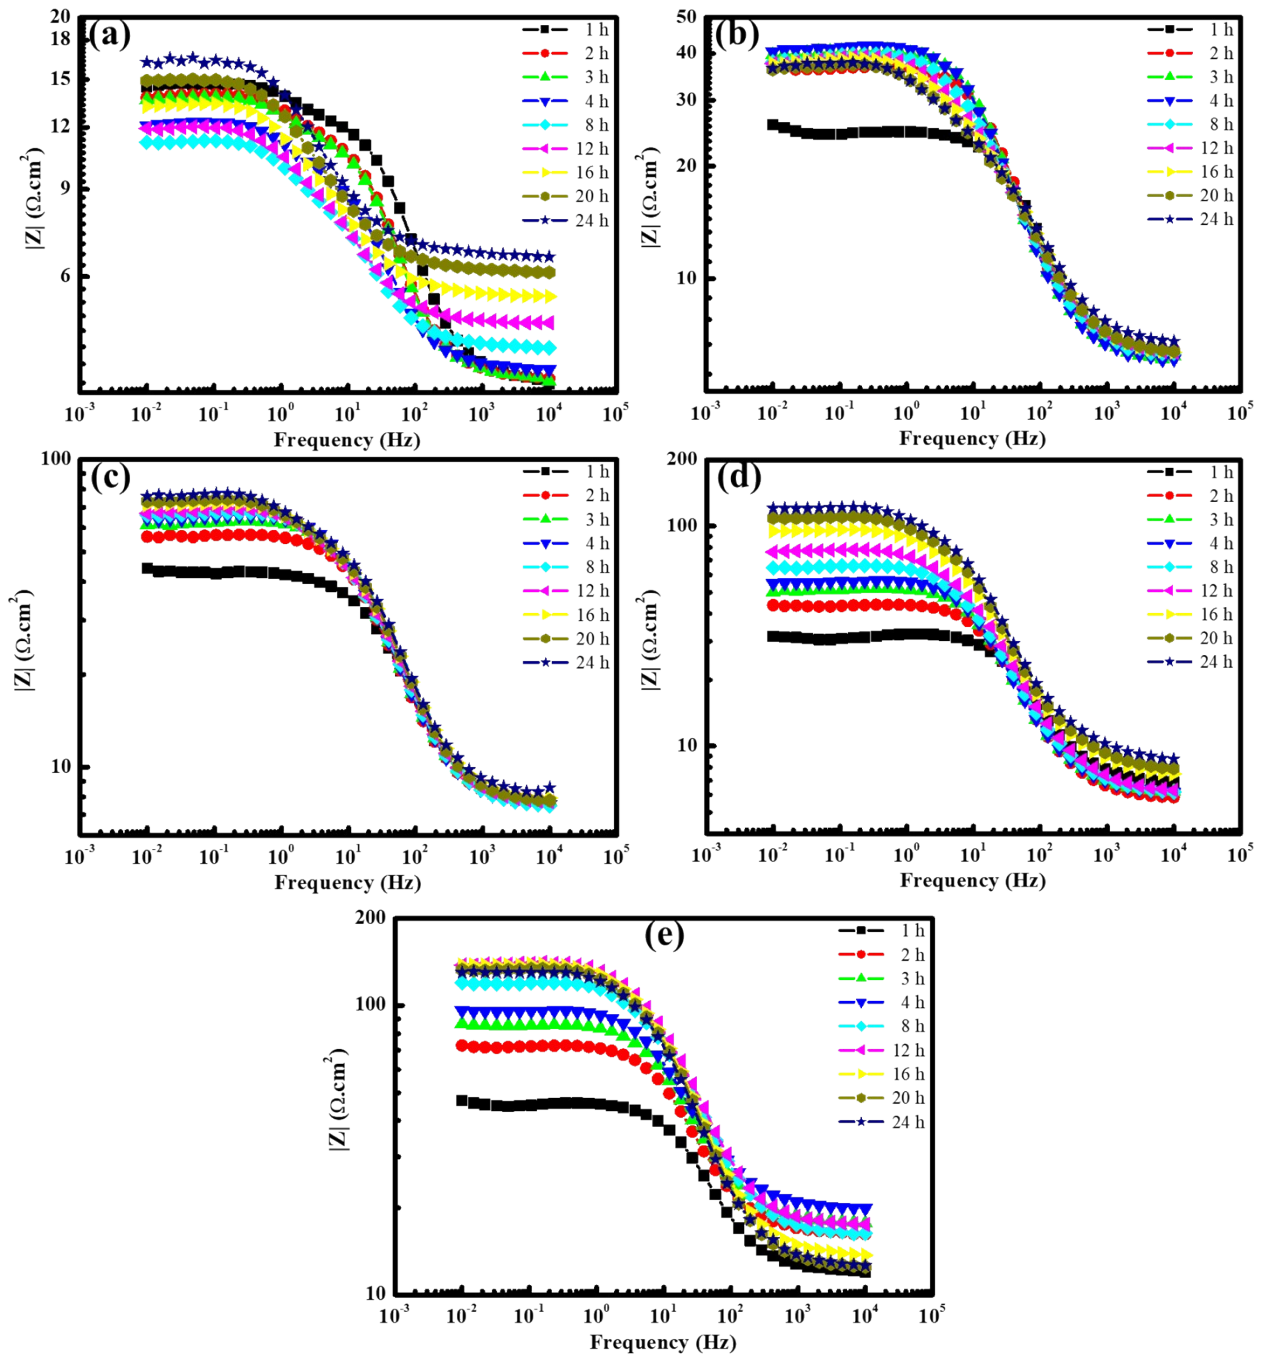 (a)
20
18
15
12
9
6
|Z| (Ω.cm²)
10⁻³ 10⁻² 10⁻¹ 10⁰ 10¹ 10² 10³ 10⁴ 10⁵
Frequency (Hz)
1 h
2 h
3 h
4 h
8 h
12 h
16 h
20 h
24 h
(b)
50
40
30
20
10
|Z| (Ω.cm²)
10⁻³ 10⁻² 10⁻¹ 10⁰ 10¹ 10² 10³ 10⁴ 10⁵
Frequency (Hz)
1 h
2 h
3 h
4 h
8 h
12 h
16 h
20 h
24 h
(c)
100
10
|Z| (Ω.cm²)
10⁻³ 10⁻² 10⁻¹ 10⁰ 10¹ 10² 10³ 10⁴ 10⁵
Frequency (Hz)
1 h
2 h
3 h
4 h
8 h
12 h
16 h
20 h
24 h
(d)
200
100
10
|Z| (Ω.cm²)
10⁻³ 10⁻² 10⁻¹ 10⁰ 10¹ 10² 10³ 10⁴ 10⁵
Frequency (Hz)
1 h
2 h
3 h
4 h
8 h
12 h
16 h
20 h
24 h
(e)
200
100
10
|Z| (Ω.cm²)
10⁻³ 10⁻² 10⁻¹ 10⁰ 10¹ 10² 10³ 10⁴ 10⁵
Frequency (Hz)
1 h
2 h
3 h
4 h
8 h
12 h
16 h
20 h
24 h